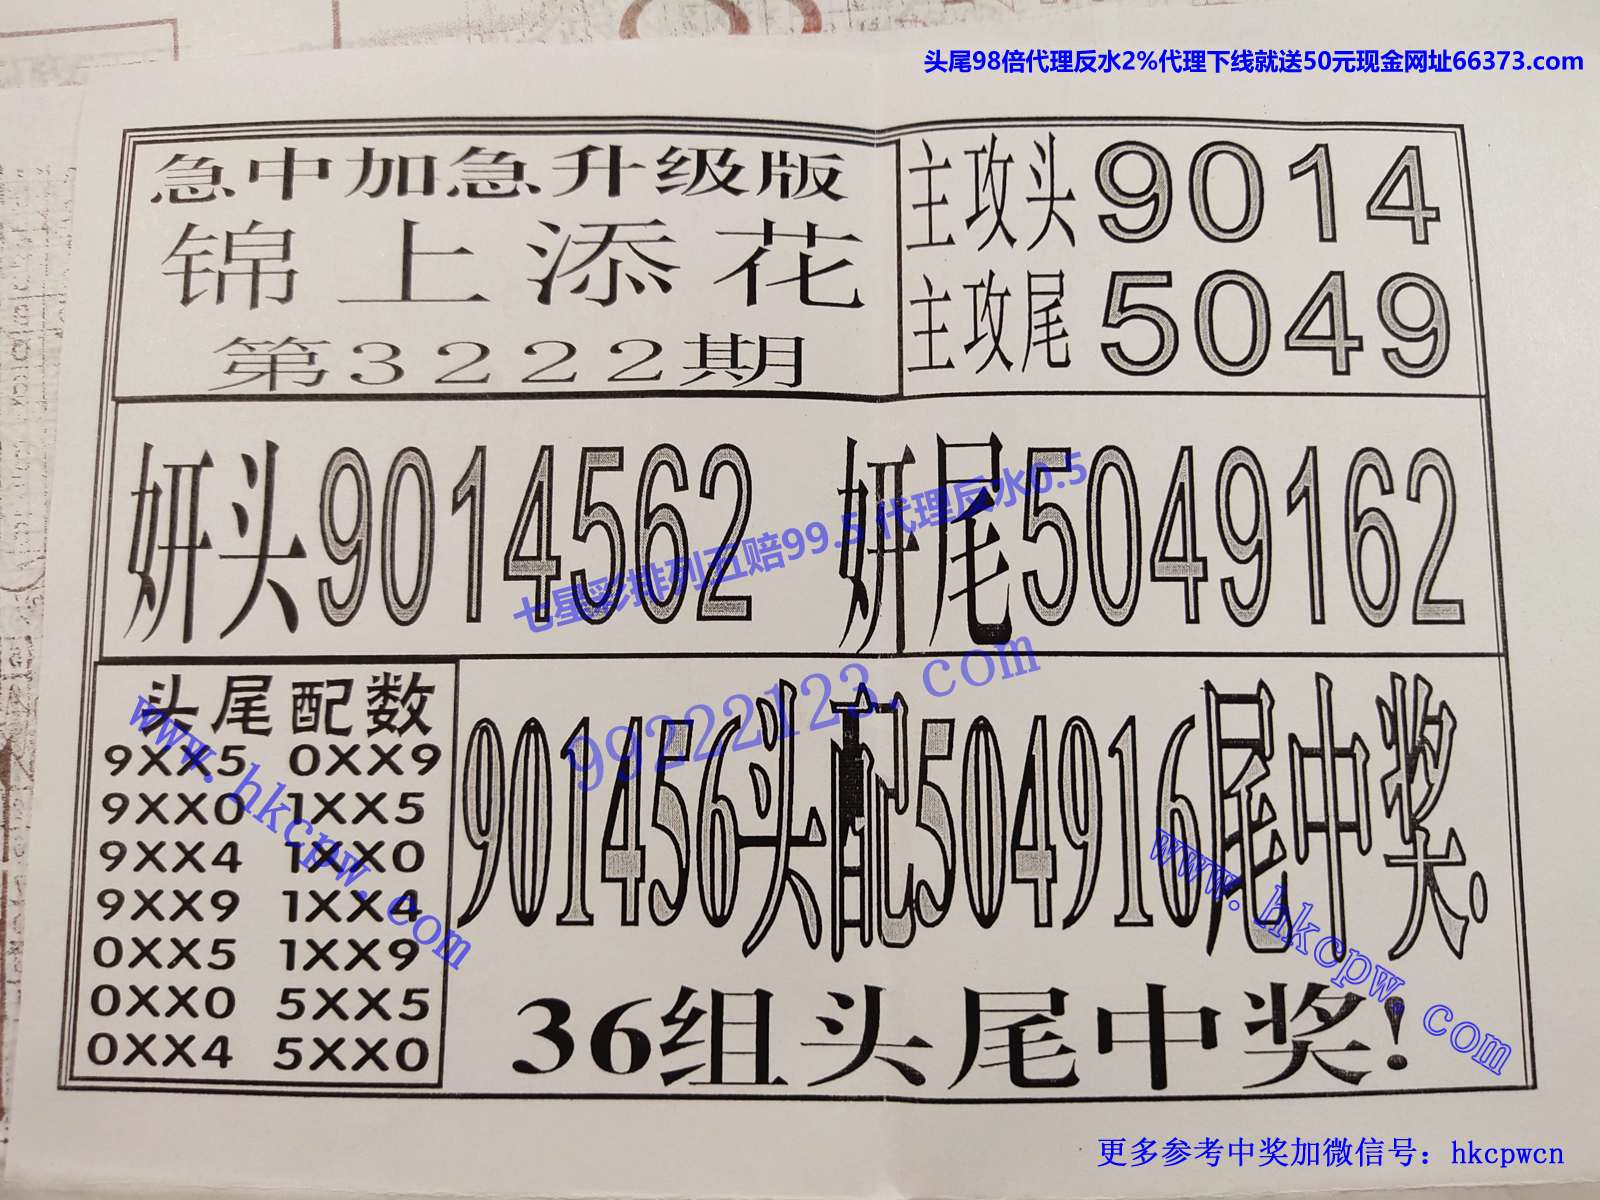 头尾98倍代理反水2%代理下线就送50元现金网址66373.com
急中加急升级版
锦上添花
第3222期
主攻头9014
主攻尾5049
妍头9014562
妍尾5049162
七星彩排列五赔99.5 代理反水0.5
99222123.com
头尾配数
9XX5 0XX9
9XX0 1XX5
9XX4 1XX0
9XX9 1XX4
0XX5 1XX9
0XX0 5XX5
0XX4 5XX0
www.hkcpw.com
901456头配504916尾中奖.
www.hkcpw.com
36组头尾中奖!
更多参考中奖加微信号：hkcpwcn